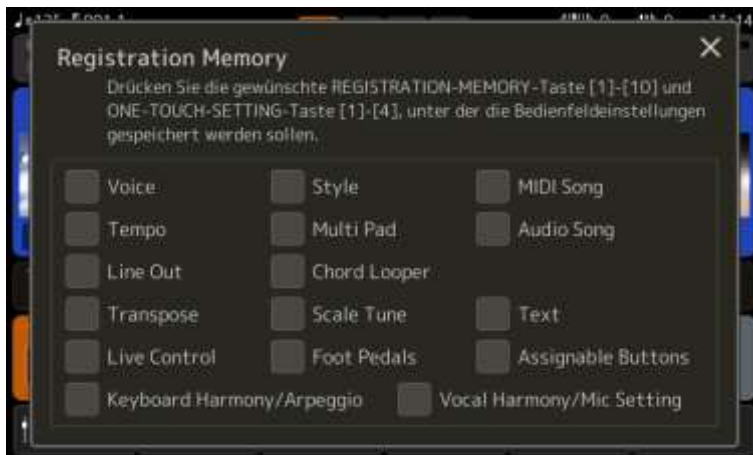 Registration Memory
Drücken Sie die gewünschte REGISTRATION-MEMORY-Taste [1]-[10] und
ONE-TOUCH-SETTING-Taste [1]-[4], unter der die Bedienfeldeinstellungen
gespeichert werden sollen.
Voice Style MIDI Song
Tempo Multi Pad Audio Song
Line Out Chord Looper
Transpose Scale Tune Text
Live Control Foot Pedals Assignable Buttons
Keyboard Harmony/Arpeggio Vocal Harmony/Mic Setting